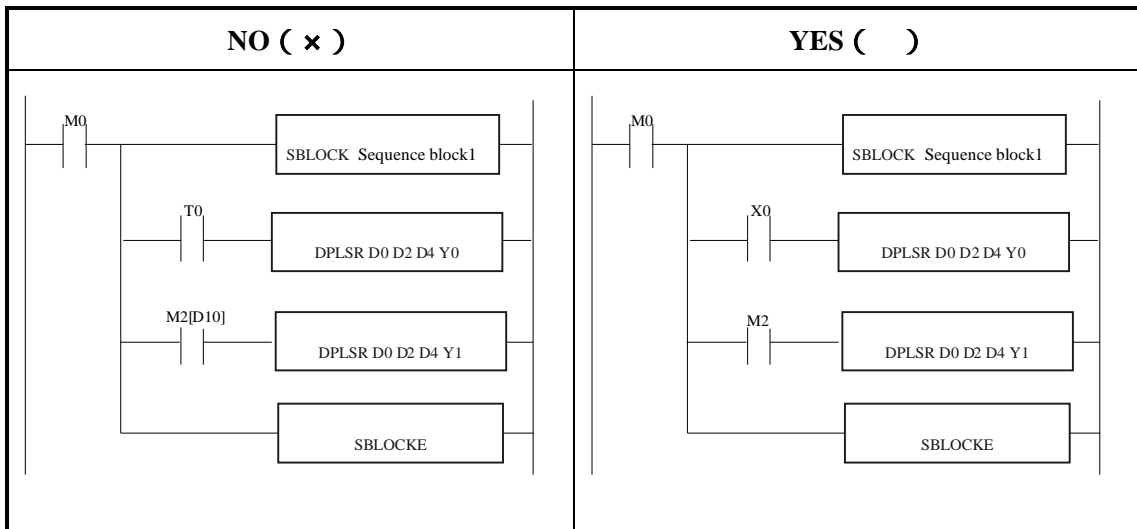 NO ( × )
YES ( )
M0
SBLOCK Sequence block1
T0
DPLSR D0 D2 D4 Y0
M2[D10]
DPLSR D0 D2 D4 Y1
SBLOCKE
M0
SBLOCK Sequence block1
X0
DPLSR D0 D2 D4 Y0
M2
DPLSR D0 D2 D4 Y1
SBLOCKE